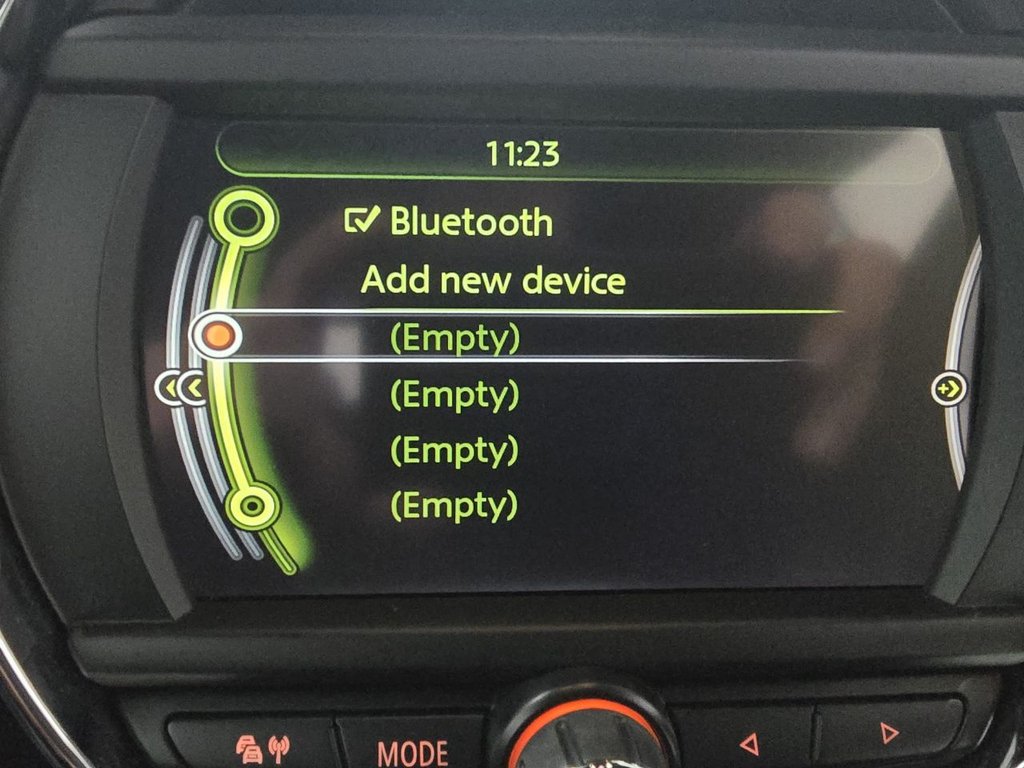 11:23
Bluetooth
Add new device
(Empty)
(Empty)
(Empty)
(Empty)
MODE